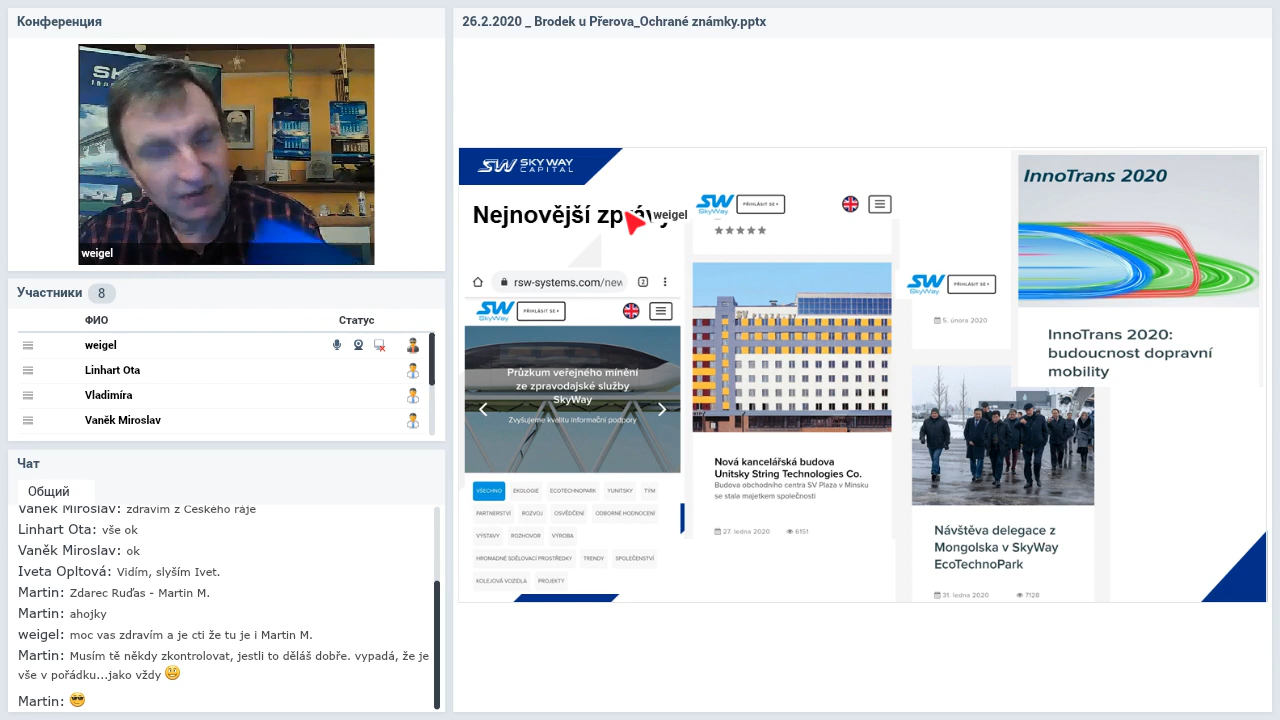 Конференция
weigel
Участники 8
ФИО Статус
weigel
Linhart Ota
Vladimíra
Vaněk Miroslav
Чат
Общий
Vaněk Miroslav: zdravím z Českého ráje
Linhart Ota: vše ok
Vaněk Miroslav: ok
Iveta Opltová: Vidím, slyším Ivet.
Martin: Zdarec Ruďas - Martin M.
Martin: ahojky
weigel: moc vas zdravím a je cti že tu je i Martin M.
Martin: Musím tě někdy zkontrolovat, jestli to děláš dobře. vypadá, že je
vše v pořádku...jako vždy
Martin:
26.2.2020 _ Brodek u Přerova_Ochrané známky.pptx
SW SKY WAY
CAPITAL
Nejnovější zprávy
weigel
rsw-systems.com/new
2
SW
SkyWay
PŘIHLÁSIT SE
Průzkum veřejného mínění
ze zpravodajské služby
SkyWay
Zvyšujeme kvalitu informační podpory
VŠECHNO EKOLOGIE ECOTECHNOPARK YUNITSKY TÝM
PARTNERSTVÍ ROZVOJ OSVĚDČENÍ ODBORNÉ HODNOCENÍ
VÝSTAVY ROZHOVOR VÝROBA
HROMADNÉ SDĚLOVACÍ PROSTŘEDKY TRENDY SPOLEČENSTVÍ
KOLEJOVÁ VOZIDLA PROJEKTY
SW
SkyWay
PŘIHLÁSIT SE
Nová kancelářská budova
Unitsky String Technologies Co.
Budova obchodního centra SV Plaza v Minsku
se stala majetkem společnosti
27. ledna 2020 6151
SW
SkyWay
PŘIHLÁSIT SE
5. února 2020
Návštěva delegace z
Mongolska v SkyWay
EcoTechnoPark
31. ledna 2020 7128
InnoTrans 2020
InnoTrans 2020:
budoucnost dopravní
mobility